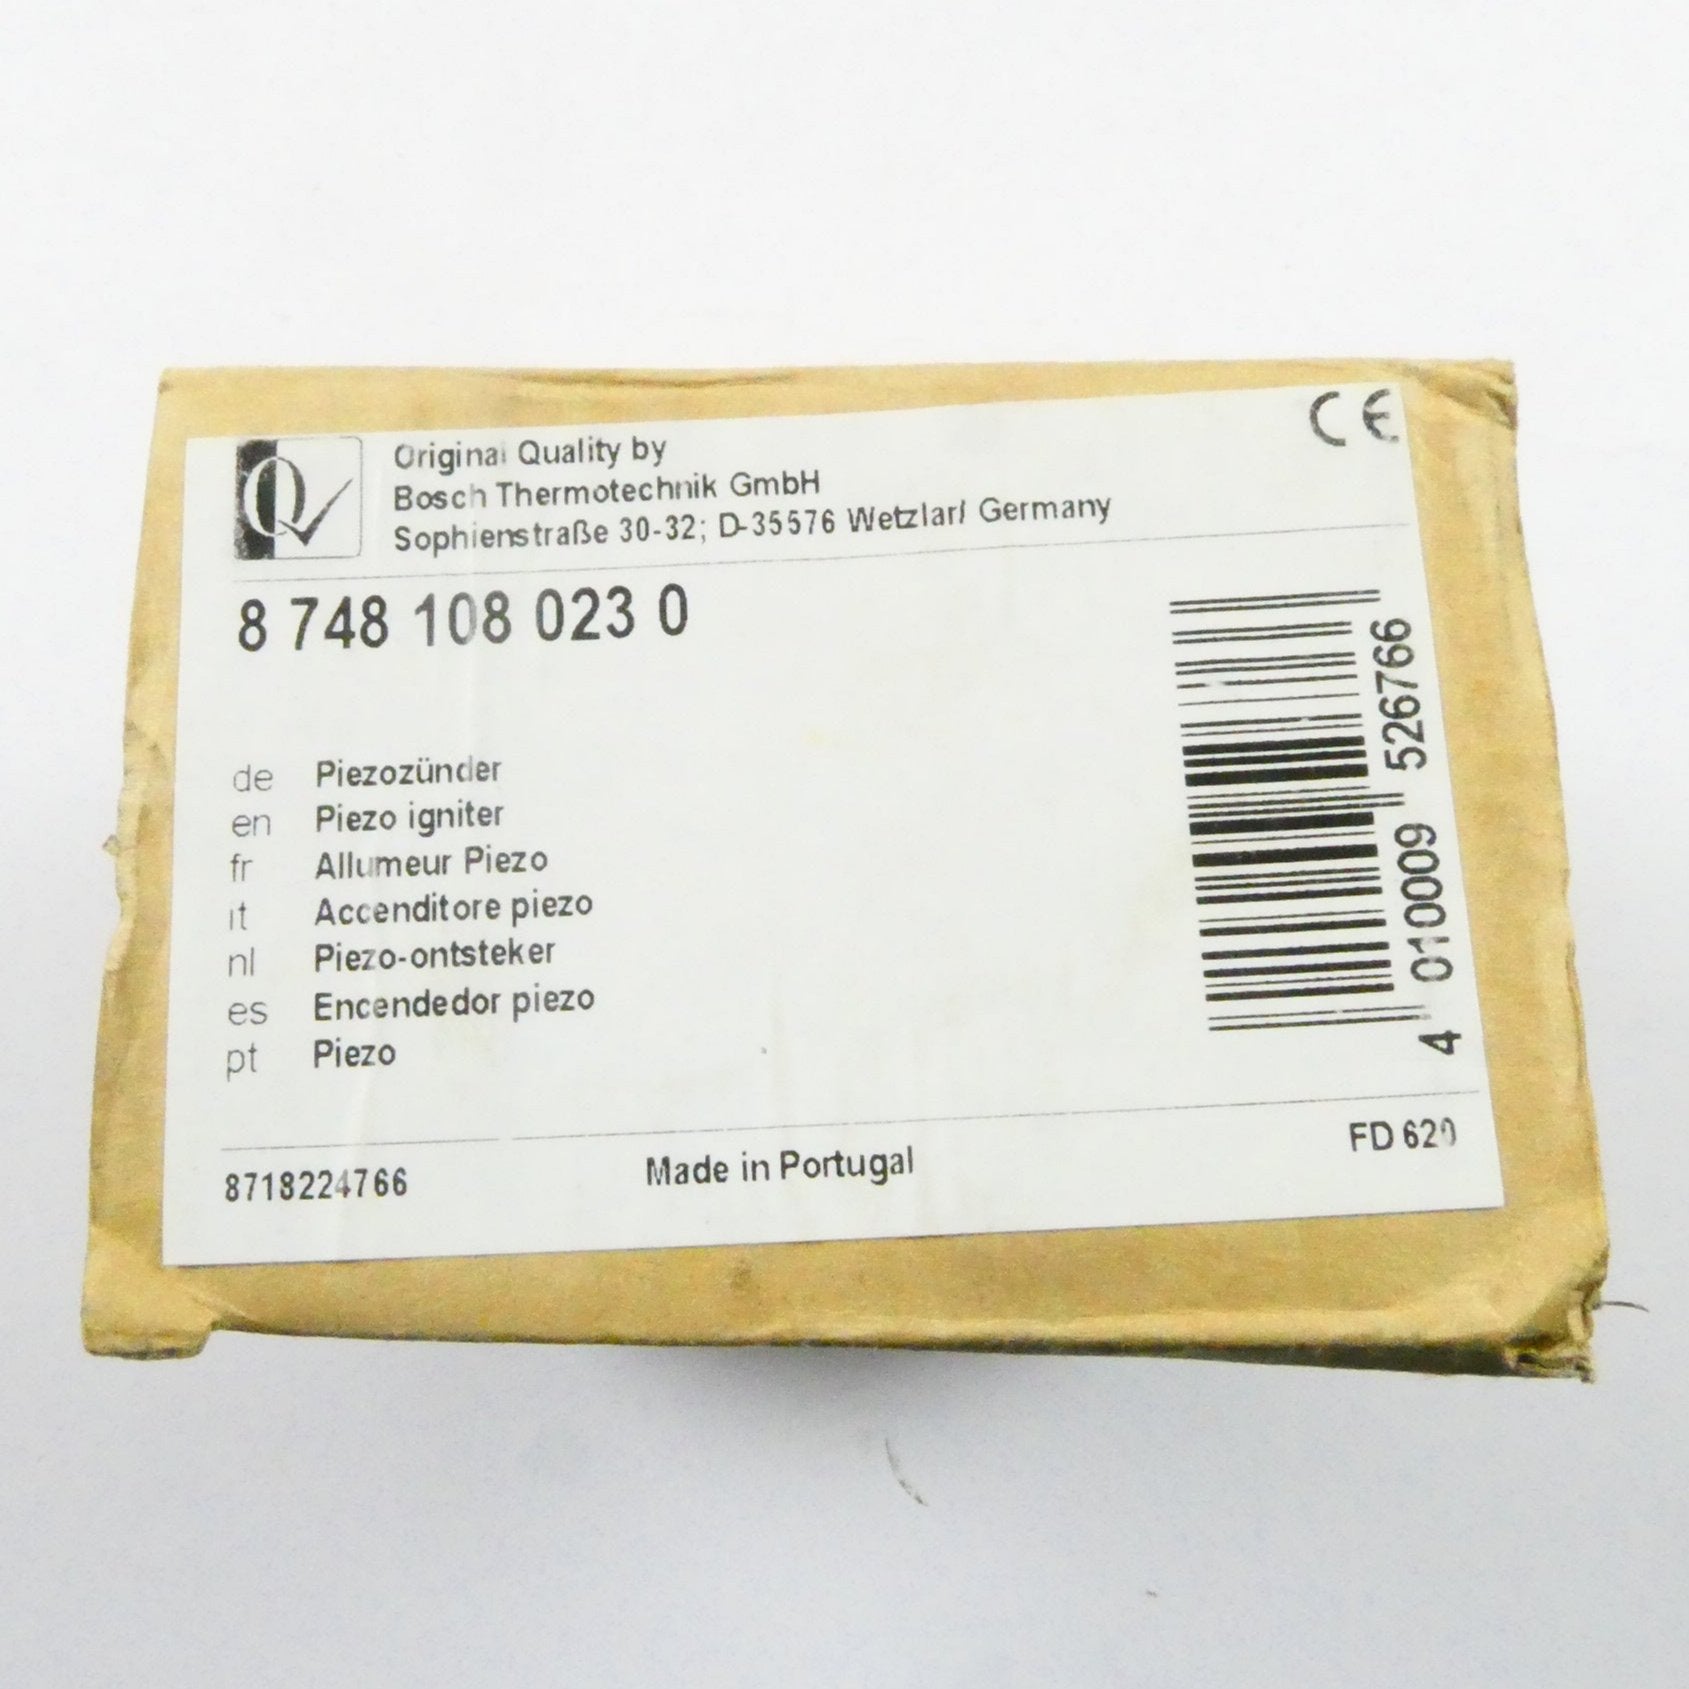 Original Quality by
Bosch Thermotechnik GmbH
Sophienstraße 30-32; D-35576 Wetzlar/ Germany
CE
8 748 108 023 0
de Piezozünder
en Piezo igniter
fr Allumeur Piezo
it Accenditore piezo
nl Piezo-ontsteker
es Encendedor piezo
pt Piezo
4 010009 526766
8718224766
Made in Portugal
FD 620